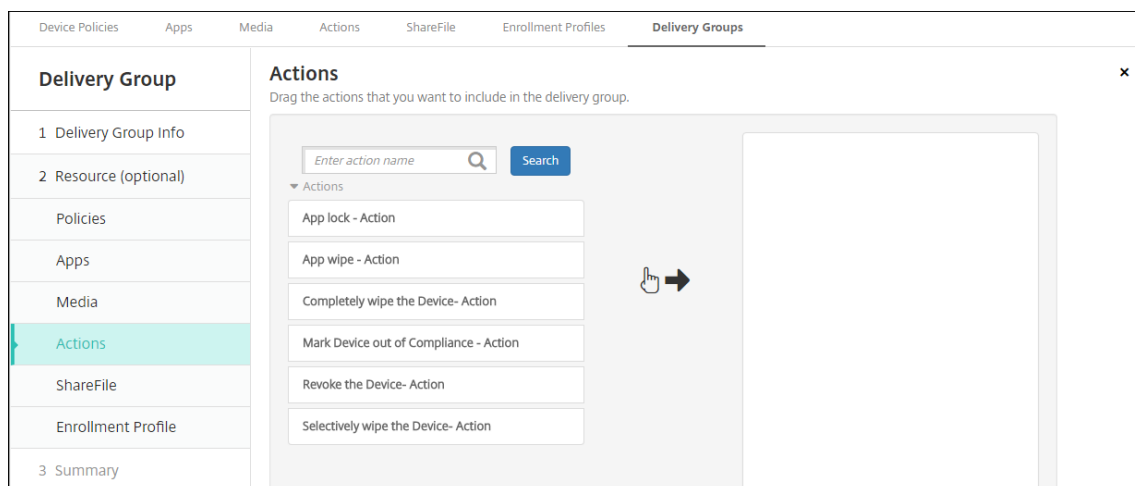 Device Policies Apps Media Actions ShareFile Enrollment Profiles Delivery Groups
Delivery Group
1 Delivery Group Info
2 Resource (optional)
Policies
Apps
Media
Actions
ShareFile
Enrollment Profile
3 Summary
Actions
Drag the actions that you want to include in the delivery group.
Enter action name Search
Actions
App lock - Action
App wipe - Action
Completely wipe the Device- Action
Mark Device out of Compliance - Action
Revoke the Device- Action
Selectively wipe the Device- Action